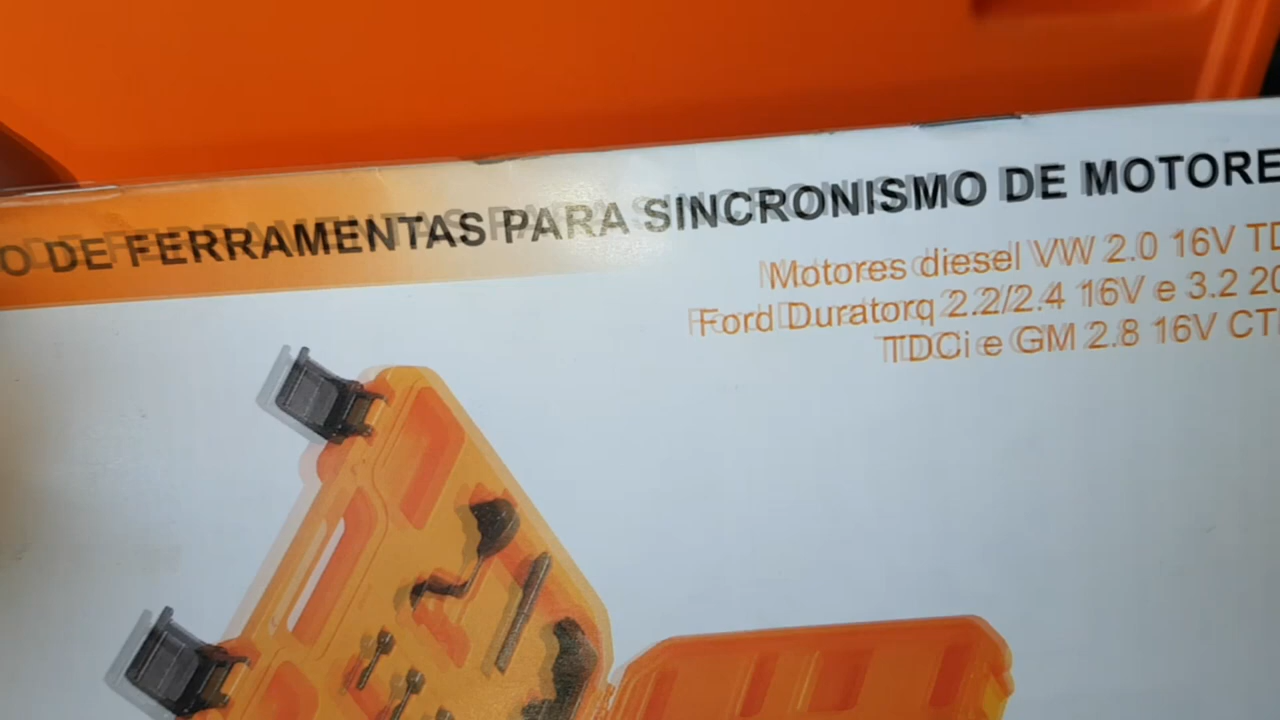 O DE FERRAMENTAS PARA SINCRONISMO DE MOTORE
Motores diesel VW 2.0 16V TD
Ford Duratorq 2.2/2.4 16V e 3.2 20
TDCi e GM 2.8 16V CT